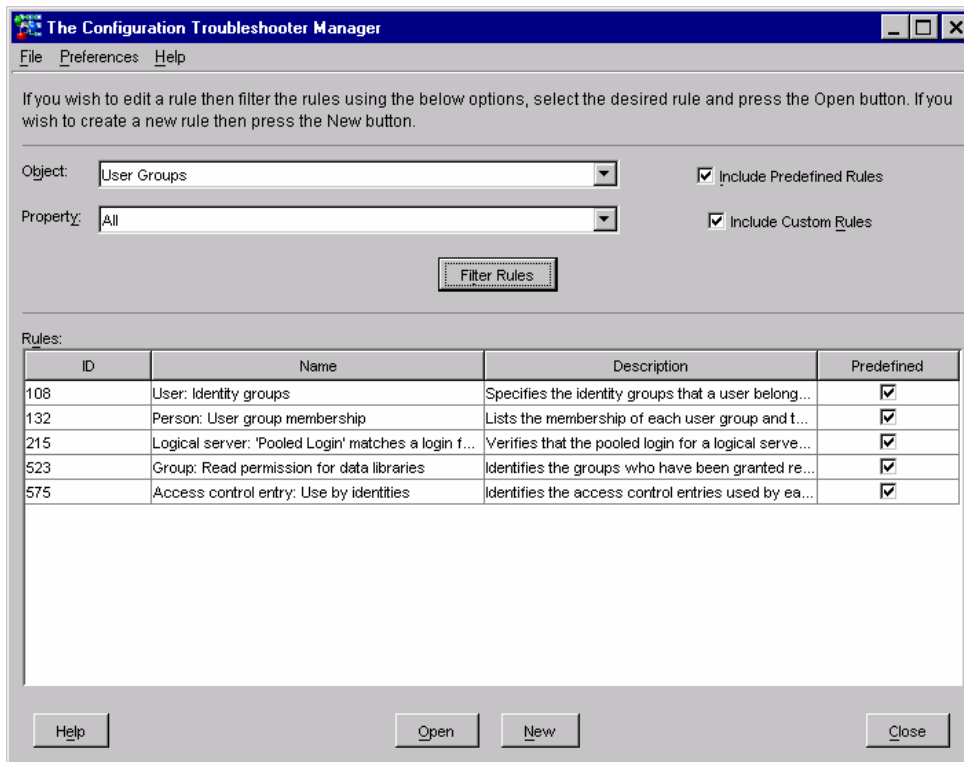 The Configuration Troubleshooter Manager
File Preferences Help
If you wish to edit a rule then filter the rules using the below options, select the desired rule and press the Open button. If you
wish to create a new rule then press the New button.
Object: User Groups Include Predefined Rules
Property: All Include Custom Rules
Filter Rules
Rules:
ID Name Description Predefined
108 User: Identity groups Specifies the identity groups that a user belong...
132 Person: User group membership Lists the membership of each user group and t...
215 Logical server: 'Pooled Login' matches a login f... Verifies that the pooled login for a logical serve...
523 Group: Read permission for data libraries Identifies the groups who have been granted re...
575 Access control entry: Use by identities Identifies the access control entries used by ea...
Help Open New Close